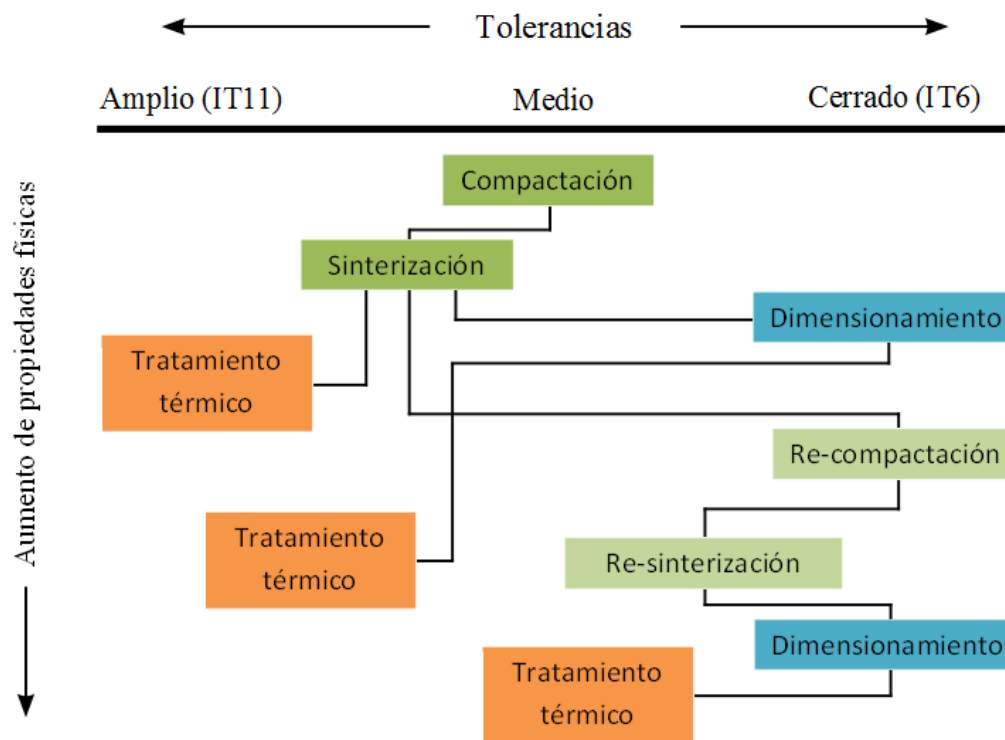 Tolerancias
Amplio (IT11)
Medio
Cerrado (IT6)
Aumento de propiedades físicas
Compactación
Sinterización
Dimensionamiento
Tratamiento
térmico
Re-compactación
Tratamiento
térmico
Re-sinterización
Dimensionamiento
Tratamiento
térmico